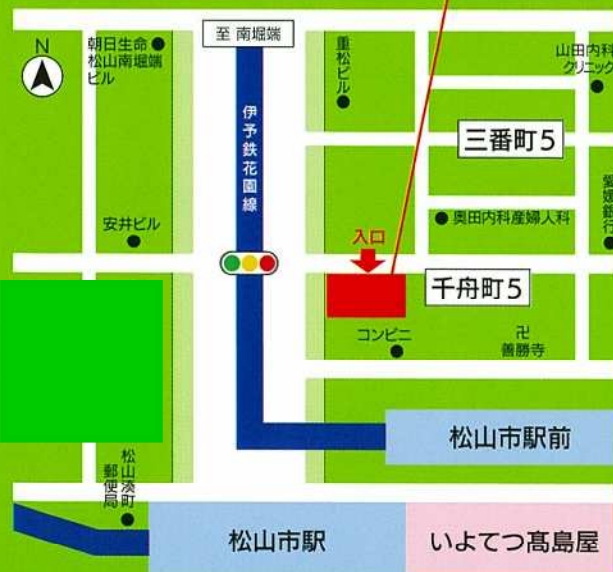 N
朝日生命
松山南堀端
ビル
至 南堀端
重松ビル
山田内科
クリニック
伊予鉄花園線
三番町5
愛媛銀行
安井ビル
奥田内科産婦人科
入口
千舟町5
コンビニ
卍
善勝寺
松山市駅前
松山湊町
郵便局
松山市駅
いよてつ髙島屋